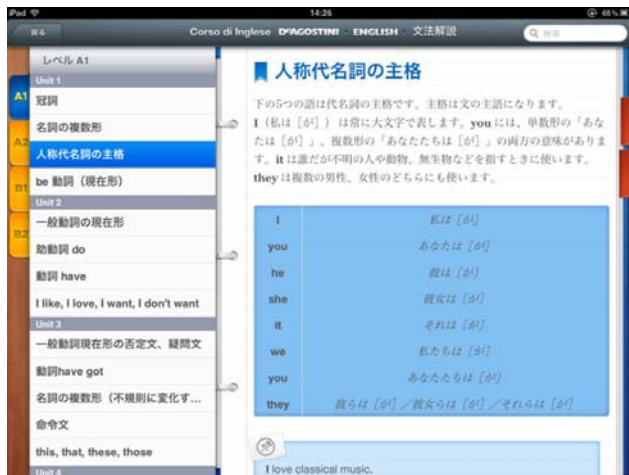 iPad
14:26
65%
戻る
Corso di Inglese DeAGOSTINI ENGLISH 文法解説
検索
レベル A1
Unit 1
冠詞
名詞の複数形
人称代名詞の主格
be 動詞（現在形）
Unit 2
一般動詞の現在形
助動詞 do
動詞 have
I like, I love, I want, I don't want
Unit 3
一般動詞現在形の否定文、疑問文
動詞have got
名詞の複数形（不規則に変化す...
命令文
this, that, these, those
Unit 4
A1
A2
B1
B2
人称代名詞の主格
下の5つの語は代名詞の主格です。主格は文の主語になります。
I（私は［が］）は常に大文字で表します。you には、単数形の「あな
たは［が］」、複数形の「あなたたちは［が］」の両方の意味がありま
す。it は誰だか不明の人や動物、無生物などを指すときに使います。
they は複数の男性、女性のどちらにも使います。
I 私は［が］
you あなたは［が］
he 彼は［が］
she 彼女は［が］
it それは［が］
we 私たちは［が］
you あなたたちは［が］
they 彼らは［が］／彼女らは［が］／それらは［が］
I love classical music.